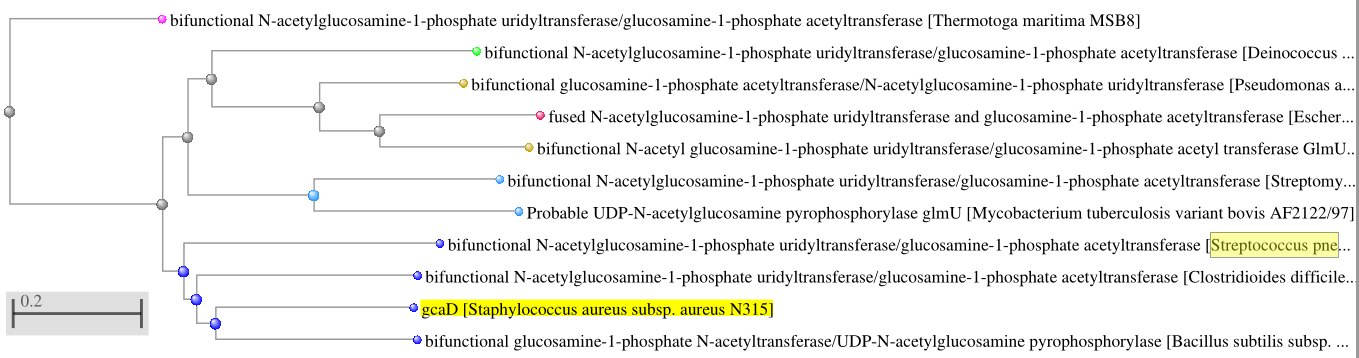 bifunctional N-acetylglucosamine-1-phosphate uridyltransferase/glucosamine-1-phosphate acetyltransferase [Thermotoga maritima MSB8]
bifunctional N-acetylglucosamine-1-phosphate uridyltransferase/glucosamine-1-phosphate acetyltransferase [Deinococcus ...
bifunctional glucosamine-1-phosphate acetyltransferase/N-acetylglucosamine-1-phosphate uridyltransferase [Pseudomonas a...
fused N-acetylglucosamine-1-phosphate uridyltransferase and glucosamine-1-phosphate acetyltransferase [Escher...
bifunctional N-acetyl glucosamine-1-phosphate uridyltransferase/glucosamine-1-phosphate acetyl transferase GlmU...
bifunctional N-acetylglucosamine-1-phosphate uridyltransferase/glucosamine-1-phosphate acetyltransferase [Streptomy...
Probable UDP-N-acetylglucosamine pyrophosphorylase glmU [Mycobacterium tuberculosis variant bovis AF2122/97]
bifunctional N-acetylglucosamine-1-phosphate uridyltransferase/glucosamine-1-phosphate acetyltransferase [Streptococcus pne...
bifunctional N-acetylglucosamine-1-phosphate uridyltransferase/glucosamine-1-phosphate acetyltransferase [Clostridioides difficile...
0.2
gcaD [Staphylococcus aureus subsp. aureus N315]
bifunctional glucosamine-1-phosphate N-acetyltransferase/UDP-N-acetylglucosamine pyrophosphorylase [Bacillus subtilis subsp. ...